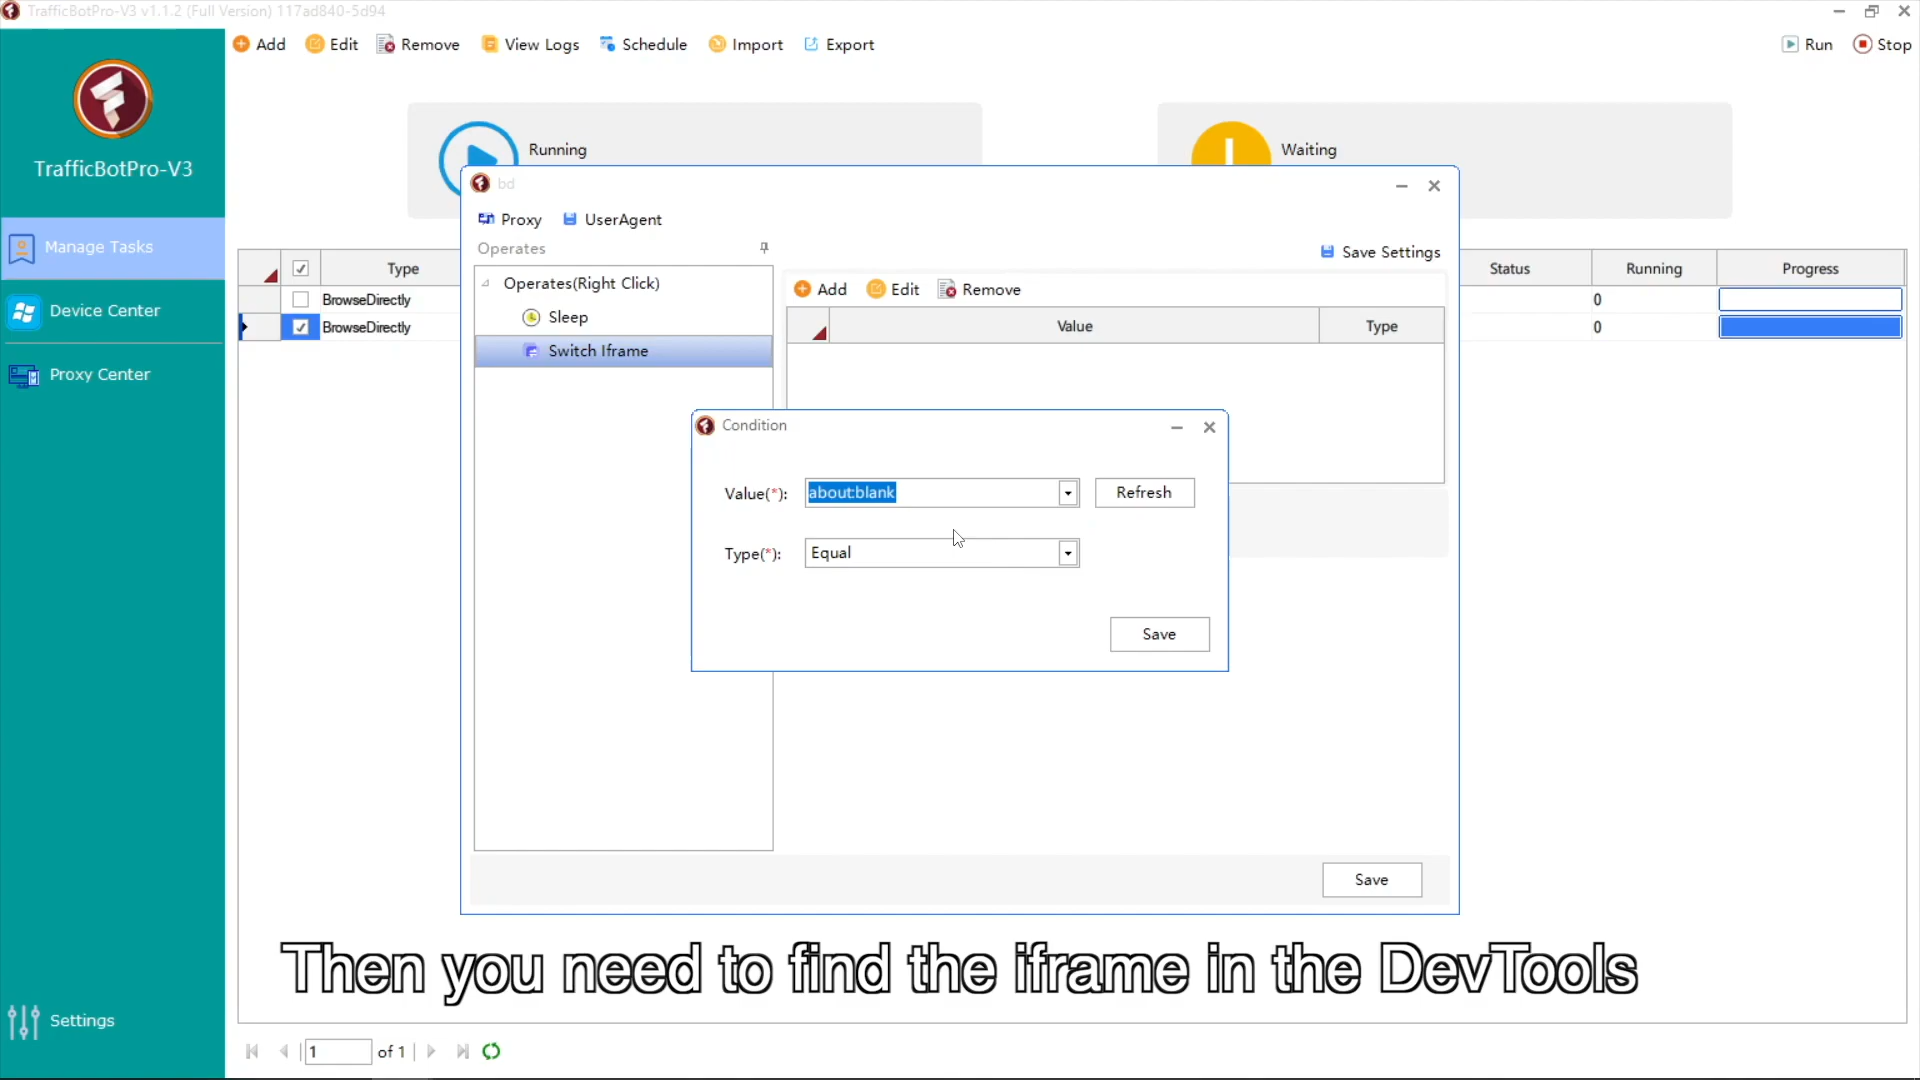 TrafficBotPro-V3 v1.1.2 (Full Version) 117ad840-5d94
Add
Edit
Remove
View Logs
Schedule
Import
Export
Run
Stop
TrafficBotPro-V3
Manage Tasks
Device Center
Proxy Center
Settings
Running
Waiting
Type
Status
Running
Progress
BrowseDirectly
0
BrowseDirectly
0
bd
Proxy
UserAgent
Operates
Save Settings
Operates(Right Click)
Sleep
Switch Iframe
Add
Edit
Remove
Value
Type
Condition
Value(*):
about:blank
Refresh
Type(*):
Equal
Save
Save
Then you need to find the iframe in the DevTools
1 of 1